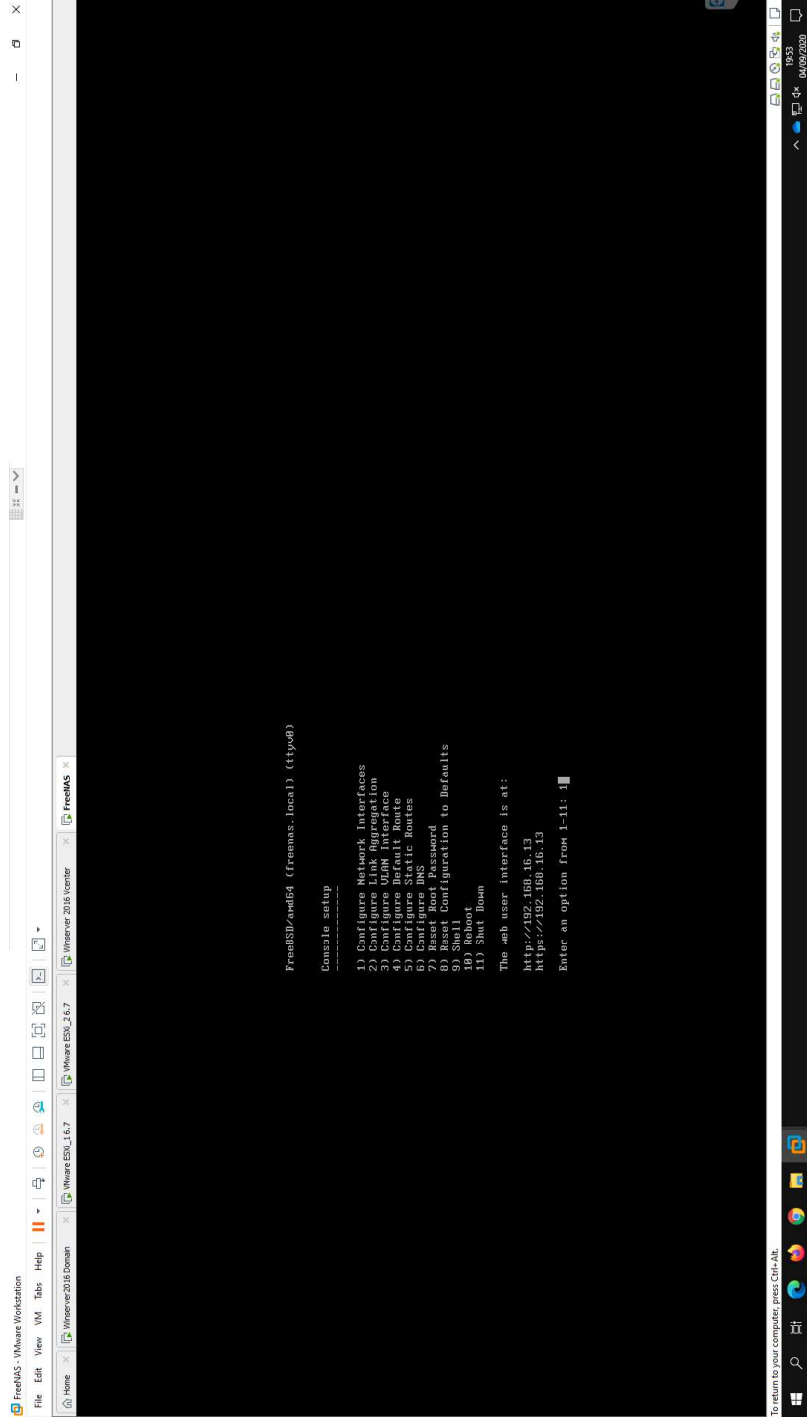 FreeNAS - VMware Workstation
File Edit View VM Tabs Help
Home
Winserver2016 Domain
VMware ESXi_1 6.7
VMware ESXi_2 6.7
Winserver 2016 Vcenter
FreeNAS
FreeBSD/amd64 (freenas.local) (ttyv0)
Console setup
-------------
1) Configure Network Interfaces
2) Configure Link Aggregation
3) Configure VLAN Interface
4) Configure Default Route
5) Configure Static Routes
6) Configure DNS
7) Reset Root Password
8) Reset Configuration to Defaults
9) Shell
10) Reboot
11) Shut Down
The web user interface is at:
http://192.168.16.13
https://192.168.16.13
Enter an option from 1-11: 1
To return to your computer, press Ctrl+Alt.
19:53
04/09/2020